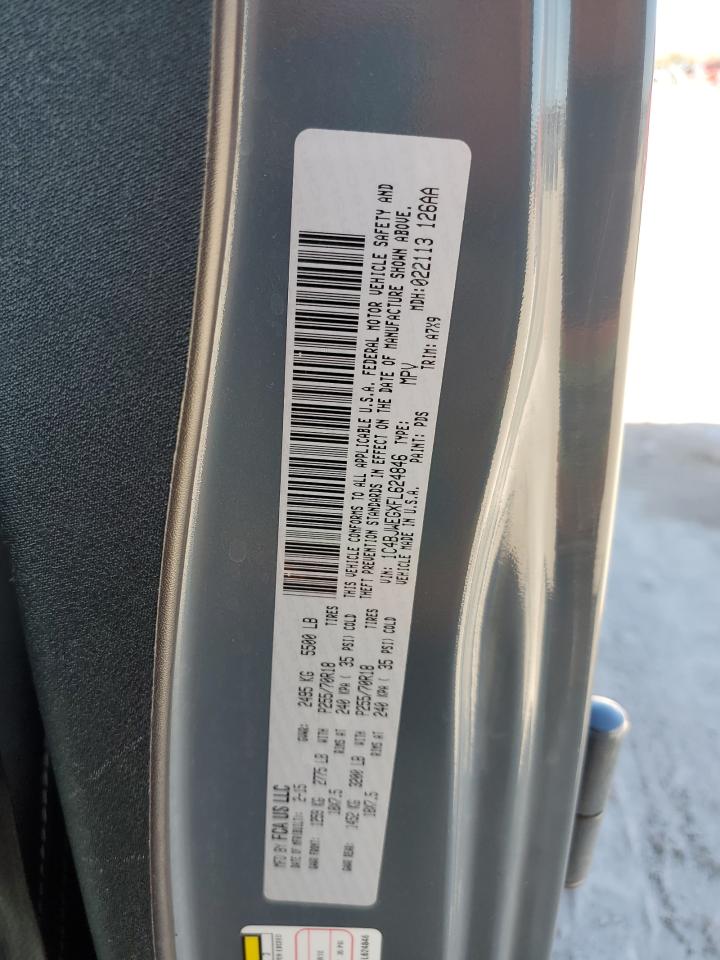 MFD BY FCA US LLC
DATE OF MFR(BUILT): 2-15 GVWR: 2495 KG 5500 LB
GAWR FRONT: 1259 KG 2775 LB WITH P255/70R18 TIRES
18X7.5 RIMS AT 240 KPA ( 35 PSI) COLD
GAWR REAR: 1452 KG 3200 LB WITH P255/70R18 TIRES
18X7.5 RIMS AT 240 KPA ( 35 PSI) COLD
THIS VEHICLE CONFORMS TO ALL APPLICABLE U.S.A. FEDERAL MOTOR VEHICLE SAFETY AND
THEFT PREVENTION STANDARDS IN EFFECT ON THE DATE OF MANUFACTURE SHOWN ABOVE.
VIN: 1C4BJWEGXFL624846 TYPE: MPV MDH:022113 126AA
VEHICLE MADE IN U.S.A. PAINT: PDS TRIM: A7X9
L624846